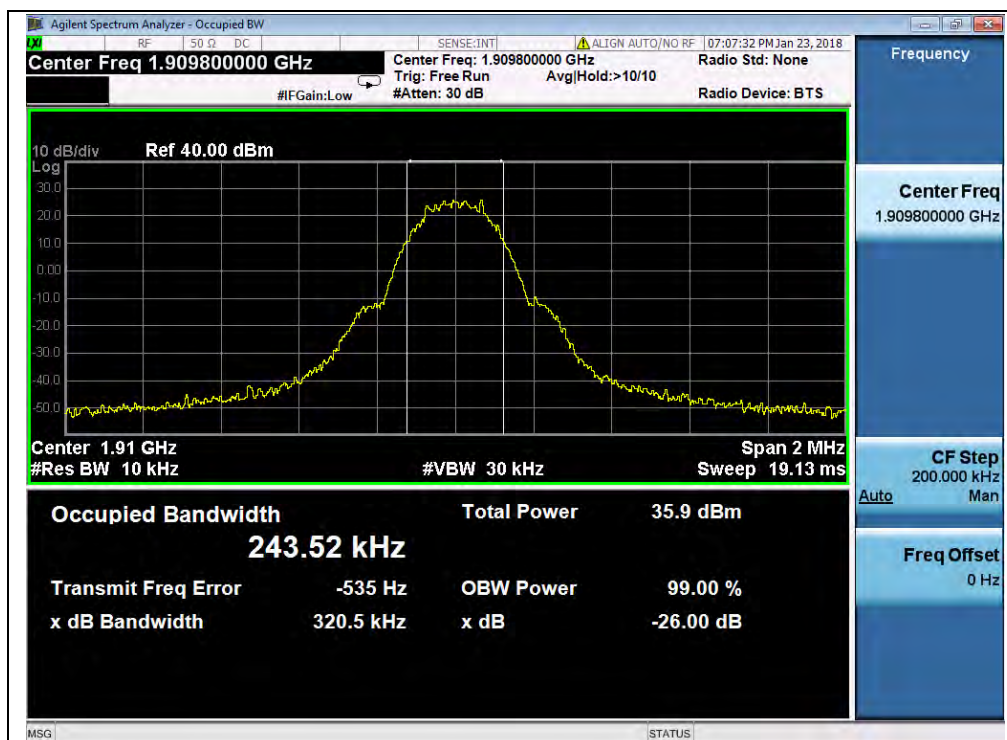 Agilent Spectrum Analyzer - Occupied BW
LXI RF 50 Ω DC SENSE:INT ALIGN AUTO/NO RF 07:07:32 PM Jan 23, 2018
Center Freq 1.909800000 GHz
Center Freq: 1.909800000 GHz
Radio Std: None
Trig: Free Run Avg|Hold:>10/10
#IFGain:Low #Atten: 30 dB Radio Device: BTS
10 dB/div Ref 40.00 dBm
Log
30.0
20.0
10.0
0.00
-10.0
-20.0
-30.0
-40.0
-50.0
Center 1.91 GHz Span 2 MHz
#Res BW 10 kHz #VBW 30 kHz Sweep 19.13 ms
Occupied Bandwidth Total Power 35.9 dBm
243.52 kHz
Transmit Freq Error -535 Hz OBW Power 99.00 %
x dB Bandwidth 320.5 kHz x dB -26.00 dB
Frequency
Center Freq
1.909800000 GHz
CF Step
200.000 kHz
Auto Man
Freq Offset
0 Hz
MSG STATUS